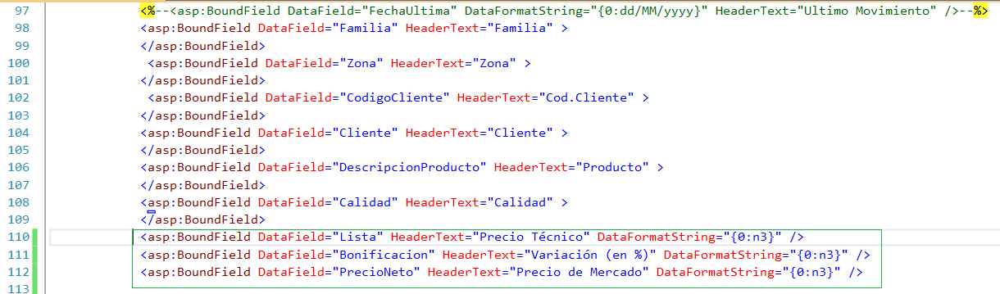 97 <%--<asp:BoundField DataField="FechaUltima" DataFormatString="{0:dd/MM/yyyy}" HeaderText="Ultimo Movimiento" />--%>
98 <asp:BoundField DataField="Familia" HeaderText="Familia" >
99 </asp:BoundField>
100 <asp:BoundField DataField="Zona" HeaderText="Zona" >
101 </asp:BoundField>
102 <asp:BoundField DataField="CodigoCliente" HeaderText="Cod.Cliente" >
103 </asp:BoundField>
104 <asp:BoundField DataField="Cliente" HeaderText="Cliente" >
105 </asp:BoundField>
106 <asp:BoundField DataField="DescripcionProducto" HeaderText="Producto" >
107 </asp:BoundField>
108 <asp:BoundField DataField="Calidad" HeaderText="Calidad" >
109 </asp:BoundField>
110 <asp:BoundField DataField="Lista" HeaderText="Precio Técnico" DataFormatString="{0:n3}" />
111 <asp:BoundField DataField="Bonificacion" HeaderText="Variación (en %)" DataFormatString="{0:n3}" />
112 <asp:BoundField DataField="PrecioNeto" HeaderText="Precio de Mercado" DataFormatString="{0:n3}" />
113